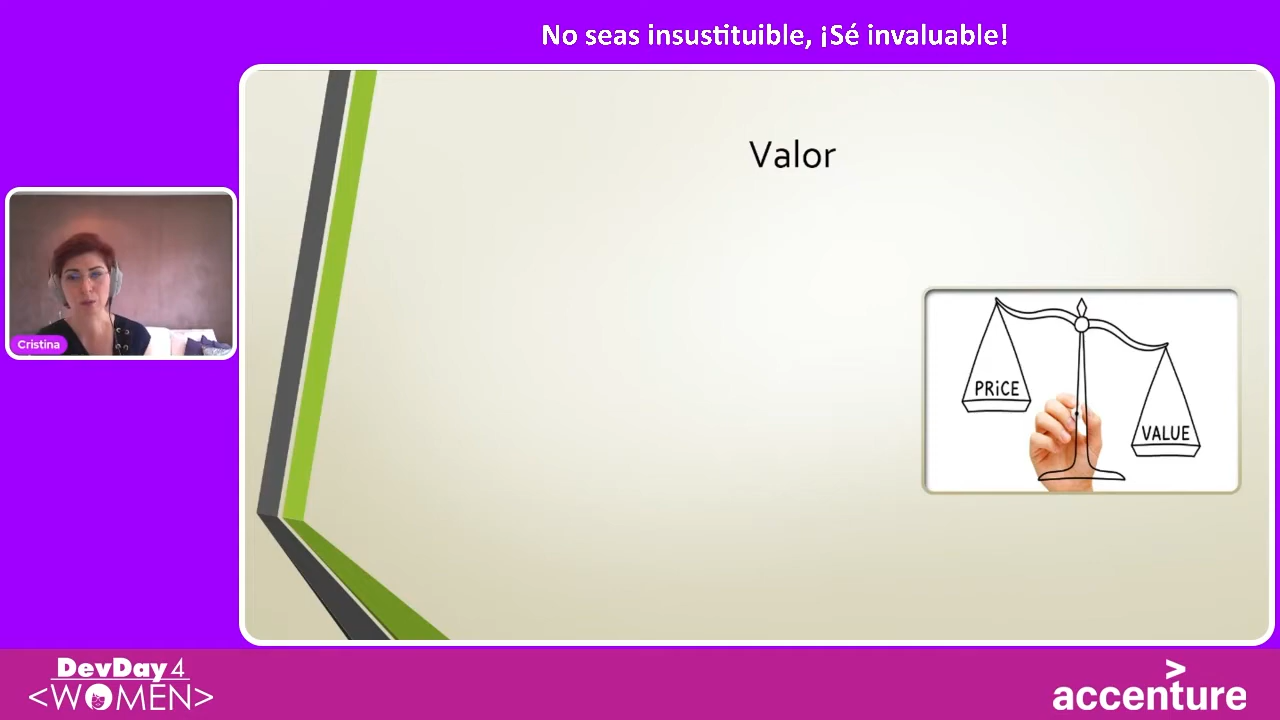 No seas insustituible, ¡Sé invaluable!
Valor
PRiCE
VALUE
Cristina
DevDay 4
<WOMEN>
accenture